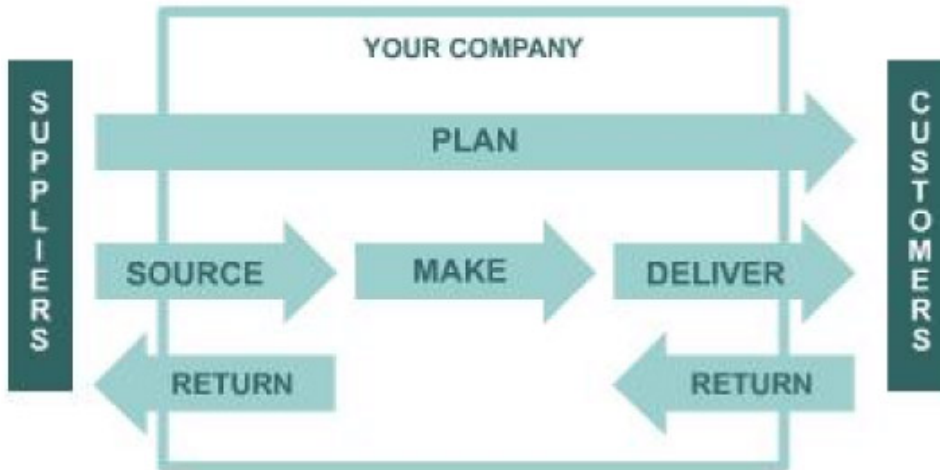 YOUR COMPANY
SUPPLIERS
PLAN
CUSTOMERS
SOURCE
MAKE
DELIVER
RETURN
RETURN